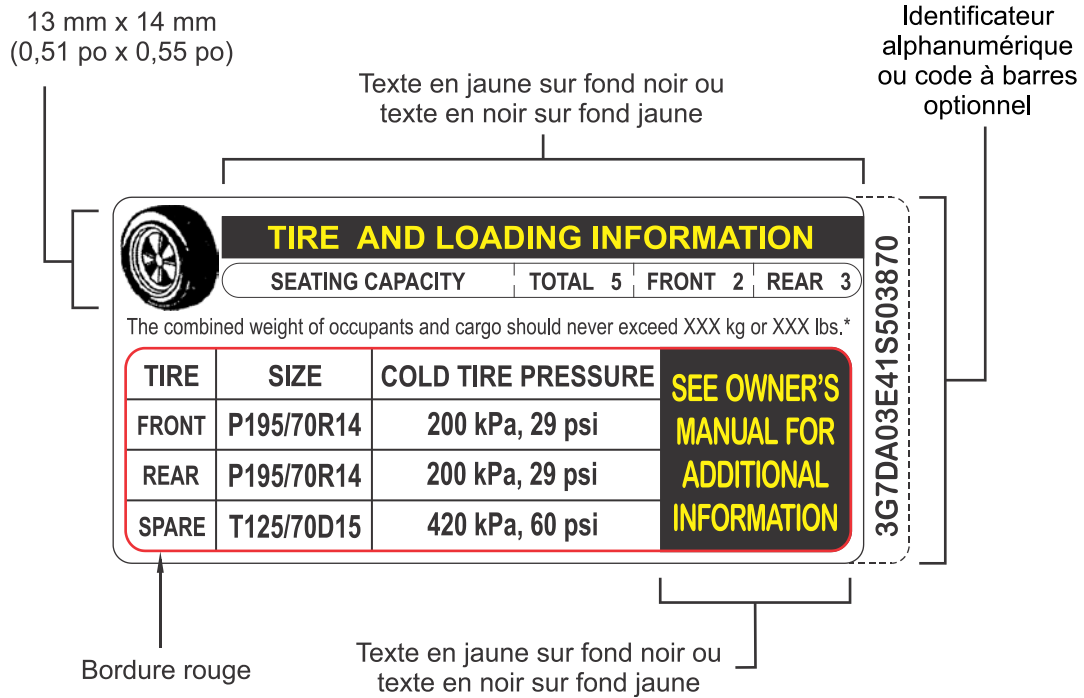 13 mm x 14 mm
(0,51 po x 0,55 po)
Texte en jaune sur fond noir ou
texte en noir sur fond jaune
Identificateur
alphanumérique
ou code à barres
optionnel
TIRE AND LOADING INFORMATION
SEATING CAPACITY TOTAL 5 FRONT 2 REAR 3
The combined weight of occupants and cargo should never exceed XXX kg or XXX lbs.*
TIRE SIZE COLD TIRE PRESSURE
FRONT P195/70R14 200 kPa, 29 psi
REAR P195/70R14 200 kPa, 29 psi
SPARE T125/70D15 420 kPa, 60 psi
SEE OWNER'S
MANUAL FOR
ADDITIONAL
INFORMATION
3G7DA03E41S503870
Bordure rouge
Texte en jaune sur fond noir ou
texte en noir sur fond jaune